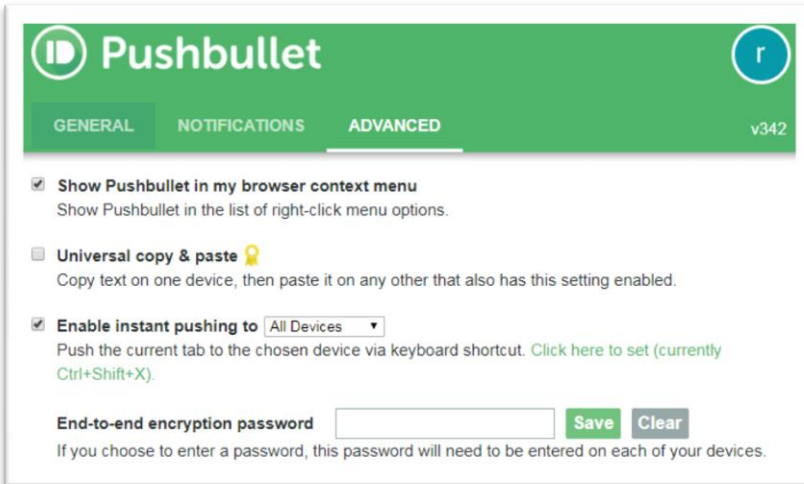 Pushbullet
r
GENERAL NOTIFICATIONS ADVANCED v342
Show Pushbullet in my browser context menu
Show Pushbullet in the list of right-click menu options.
Universal copy & paste
Copy text on one device, then paste it on any other that also has this setting enabled.
Enable instant pushing to All Devices
Push the current tab to the chosen device via keyboard shortcut. Click here to set (currently
Ctrl+Shift+X).
End-to-end encryption password Save Clear
If you choose to enter a password, this password will need to be entered on each of your devices.